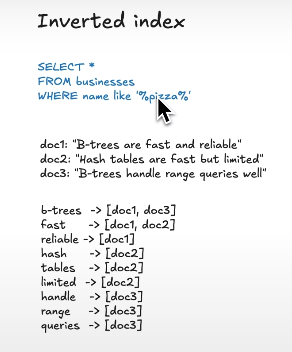 Inverted index
SELECT *
FROM businesses
WHERE name like '%pizza%'
doc1: "B-trees are fast and reliable"
doc2: "Hash tables are fast but limited"
doc3: "B-trees handle range queries well"
b-trees -> [doc1, doc3]
fast -> [doc1, doc2]
reliable -> [doc1]
hash -> [doc2]
tables -> [doc2]
limited -> [doc2]
handle -> [doc3]
range -> [doc3]
queries -> [doc3]